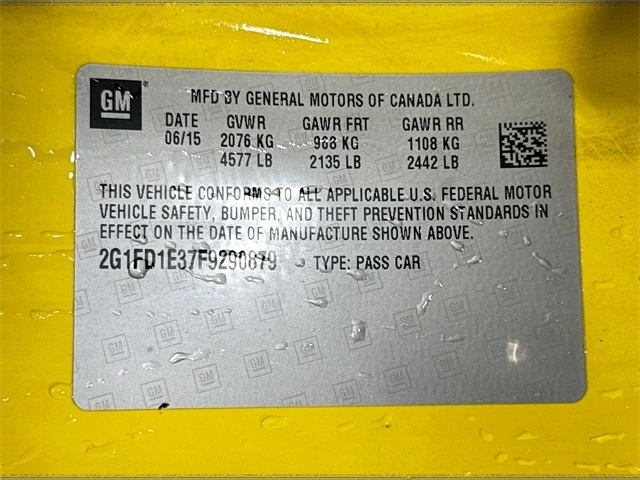 GM
MFD BY GENERAL MOTORS OF CANADA LTD.
DATE GVWR GAWR FRT GAWR RR
06/15 2076 KG 968 KG 1108 KG
4577 LB 2135 LB 2442 LB
THIS VEHICLE CONFORMS TO ALL APPLICABLE U.S. FEDERAL MOTOR
VEHICLE SAFETY, BUMPER, AND THEFT PREVENTION STANDARDS IN
EFFECT ON THE DATE OF MANUFACTURE SHOWN ABOVE.
2G1FD1E37F9290879 TYPE: PASS CAR